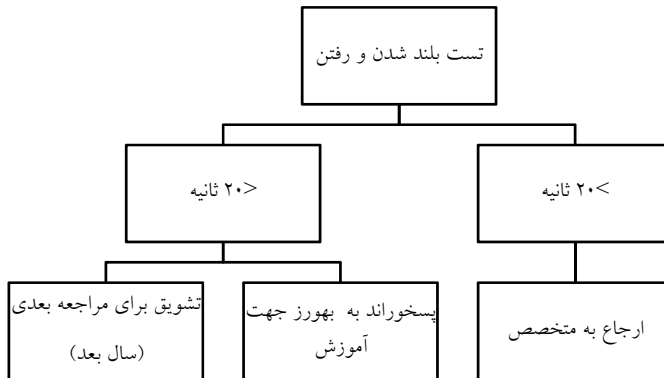 تست بلند شدن و رفتن
>۲۰ ثانیه
<۲۰ ثانیه
ارجاع به متخصص
پسخوراند به بهورز جهت
آموزش
تشویق برای مراجعه بعدی
(سال بعد)